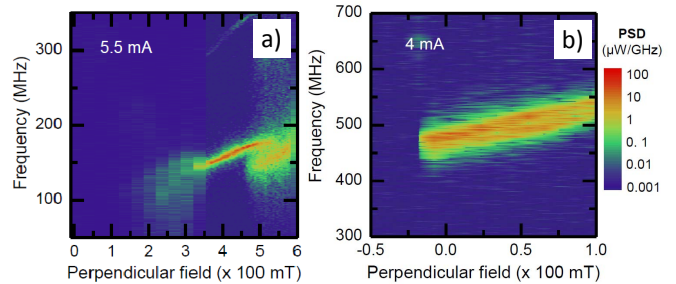 a)
5.5 mA
Frequency (MHz)
300
200
100
0 1 2 3 4 5 6
Perpendicular field (x 100 mT)
b)
4 mA
Frequency (MHz)
700
600
500
400
300
-0.5 0.0 0.5 1.0
Perpendicular field (x 100 mT)
PSD
(µW/GHz)
100
10
1
0. 1
0.01
0.001